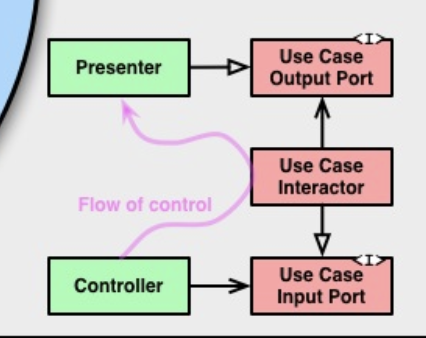 <I>
Presenter
Use Case
Output Port
Use Case
Interactor
Flow of control
<I>
Controller
Use Case
Input Port